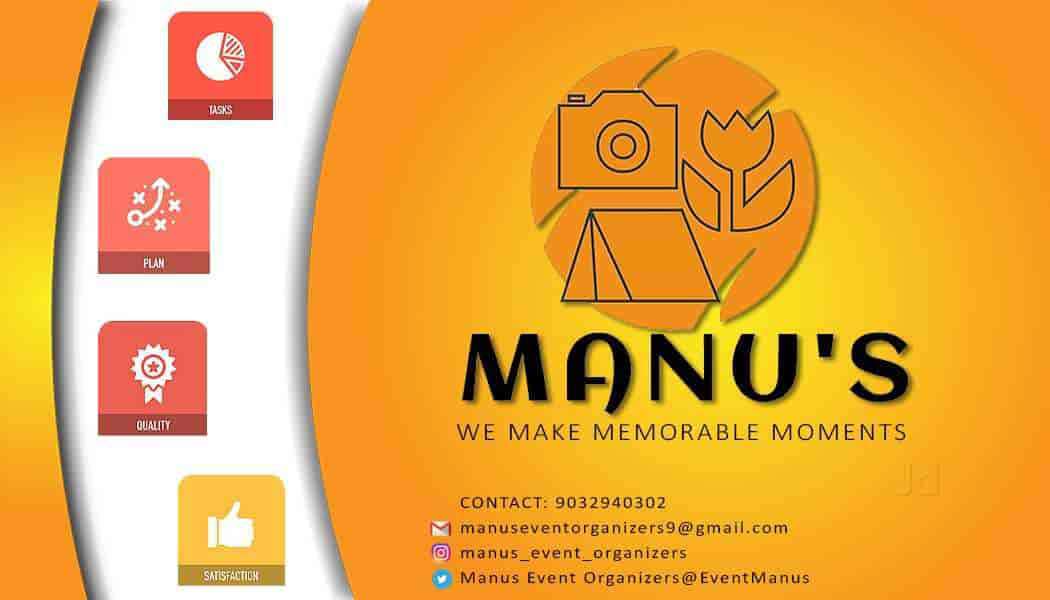 TASKS
PLAN
QUALITY
SATISFACTION
MANU'S
WE MAKE MEMORABLE MOMENTS
Jd
CONTACT: 9032940302
manuseventorganizers9@gmail.com
manus_event_organizers
Manus Event Organizers@EventManus